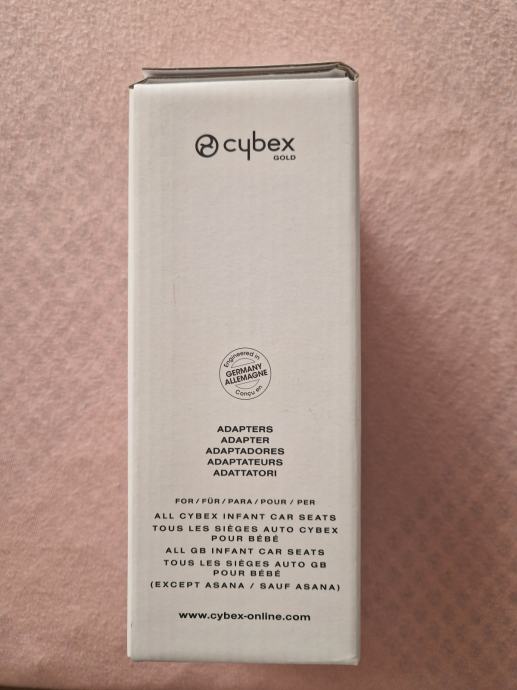 cybex
GOLD
Engineered in
GERMANY
ALLEMAGNE
Conçu en
ADAPTERS
ADAPTER
ADAPTADORES
ADAPTATEURS
ADATTATORI
FOR / FÜR / PARA / POUR / PER
ALL CYBEX INFANT CAR SEATS
TOUS LES SIÈGES AUTO CYBEX
POUR BÉBÉ
ALL GB INFANT CAR SEATS
TOUS LES SIÈGES AUTO GB
POUR BÉBÉ
(EXCEPT ASANA / SAUF ASANA)
www.cybex-online.com